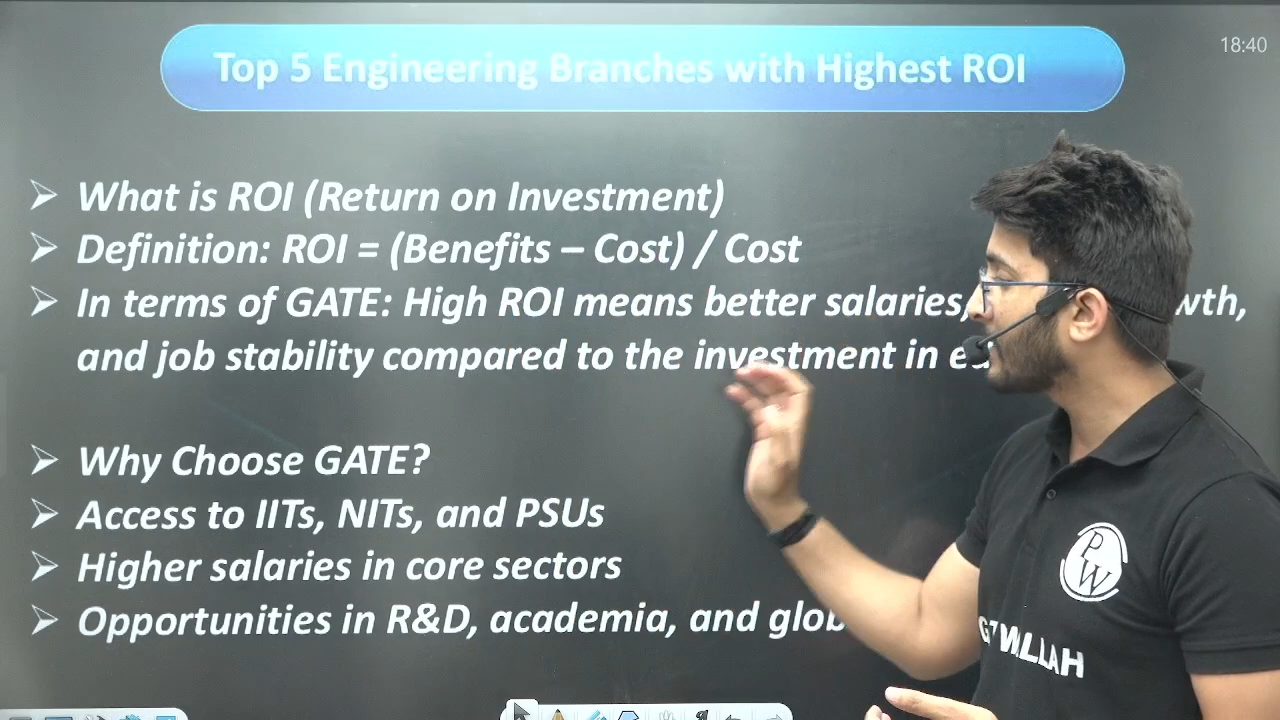 Top 5 Engineering Branches with Highest ROI
18:40
What is ROI (Return on Investment)
Definition: ROI = (Benefits – Cost) / Cost
In terms of GATE: High ROI means better salaries,
and job stability compared to the investment in
Why Choose GATE?
Access to IITs, NITs, and PSUs
Higher salaries in core sectors
Opportunities in R&D, academia, and
PW